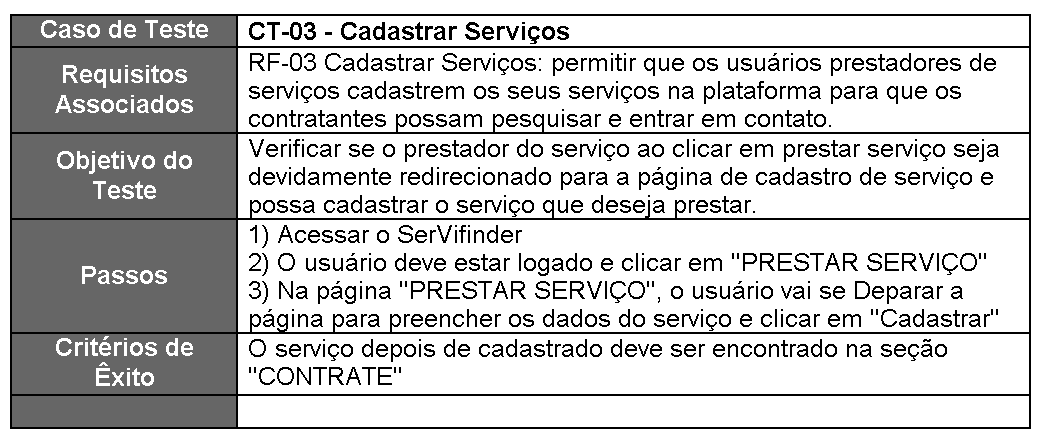 Caso de Teste
CT-03 - Cadastrar Serviços
Requisitos
Associados
RF-03 Cadastrar Serviços: permitir que os usuários prestadores de
serviços cadastrem os seus serviços na plataforma para que os
contratantes possam pesquisar e entrar em contato.
Objetivo do
Teste
Verificar se o prestador do serviço ao clicar em prestar serviço seja
devidamente redirecionado para a página de cadastro de serviço e
possa cadastrar o serviço que deseja prestar.
Passos
1) Acessar o SerVifinder
2) O usuário deve estar logado e clicar em "PRESTAR SERVIÇO"
3) Na página "PRESTAR SERVIÇO", o usuário vai se Deparar a
página para preencher os dados do serviço e clicar em "Cadastrar"
Critérios de
Êxito
O serviço depois de cadastrado deve ser encontrado na seção
"CONTRATE"